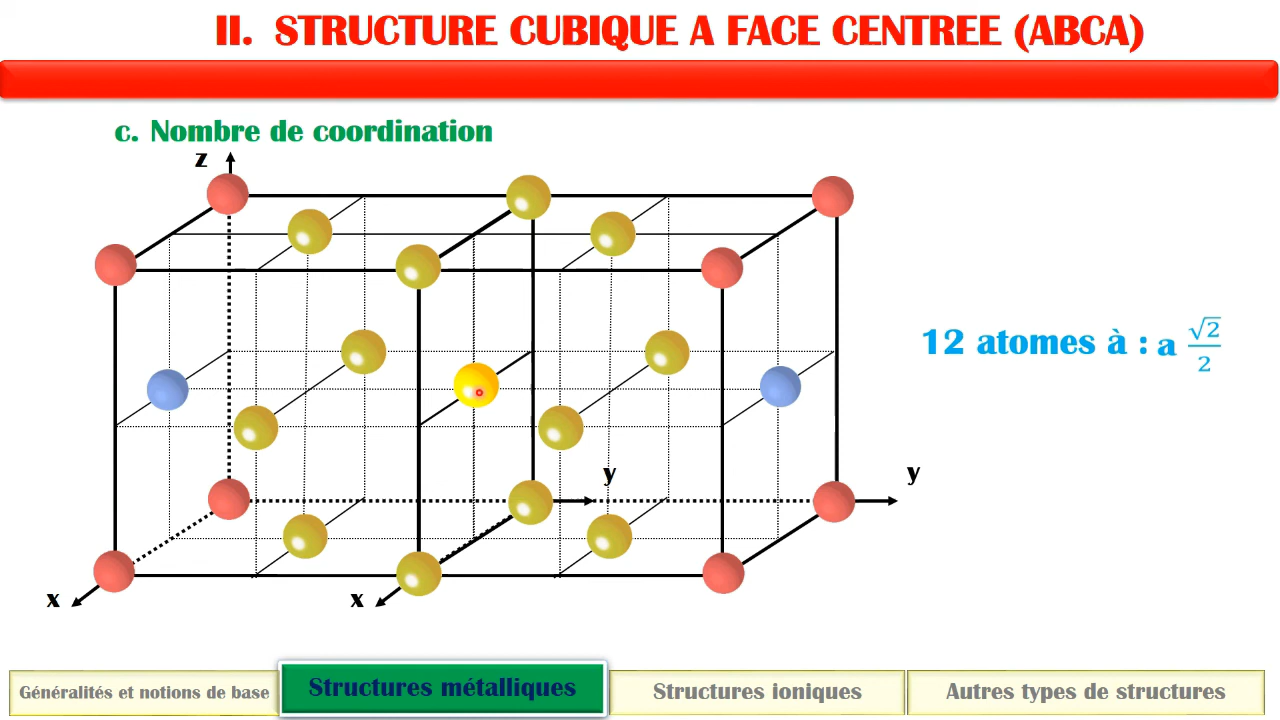 II. STRUCTURE CUBIQUE A FACE CENTREE (ABCA)
c. Nombre de coordination
z
12 atomes à : a √2/2
y
y
x
x
Généralités et notions de base
Structures métalliques
Structures ioniques
Autres types de structures